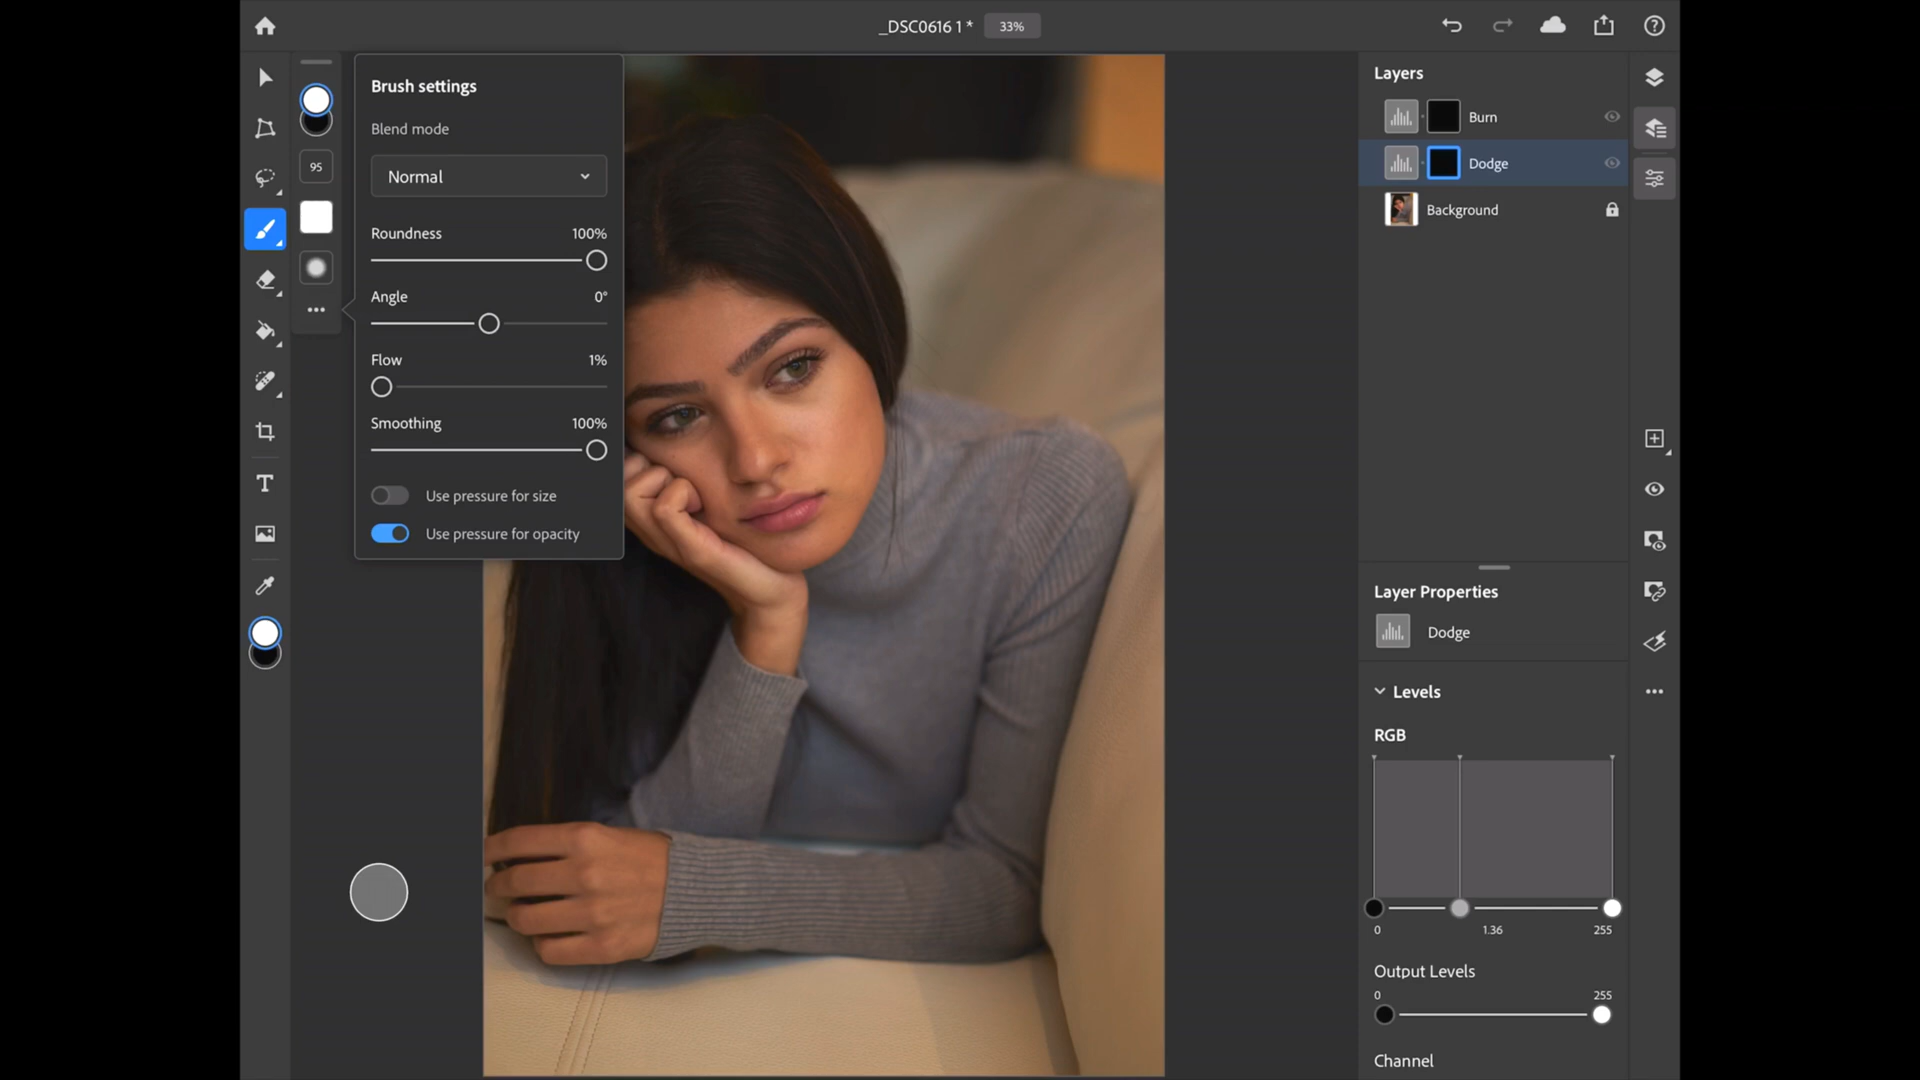 _DSC0616 1 *
33%
Brush settings
Blend mode
Normal
Roundness 100%
Angle 0°
Flow 1%
Smoothing 100%
Use pressure for size
Use pressure for opacity
95
T
Layers
Burn
Dodge
Background
Layer Properties
Dodge
Levels
RGB
0 1.36 255
Output Levels
0 255
Channel